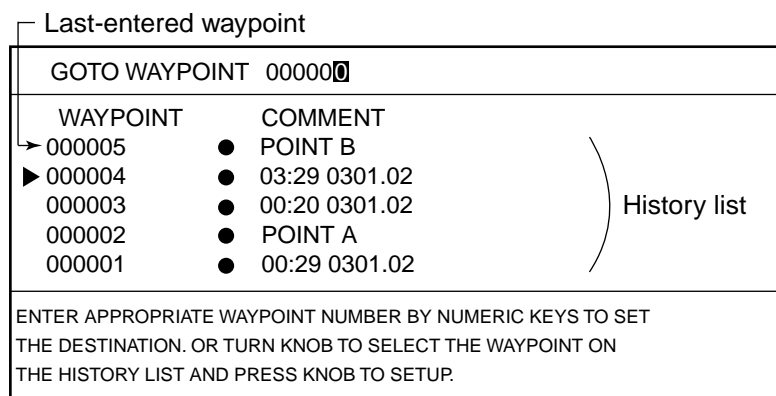 Last-entered waypoint
GOTO WAYPOINT 000000
WAYPOINT COMMENT
000005 ● POINT B
▶ 000004 ● 03:29 0301.02
000003 ● 00:20 0301.02
000002 ● POINT A
000001 ● 00:29 0301.02
History list
ENTER APPROPRIATE WAYPOINT NUMBER BY NUMERIC KEYS TO SET
THE DESTINATION. OR TURN KNOB TO SELECT THE WAYPOINT ON
THE HISTORY LIST AND PRESS KNOB TO SETUP.